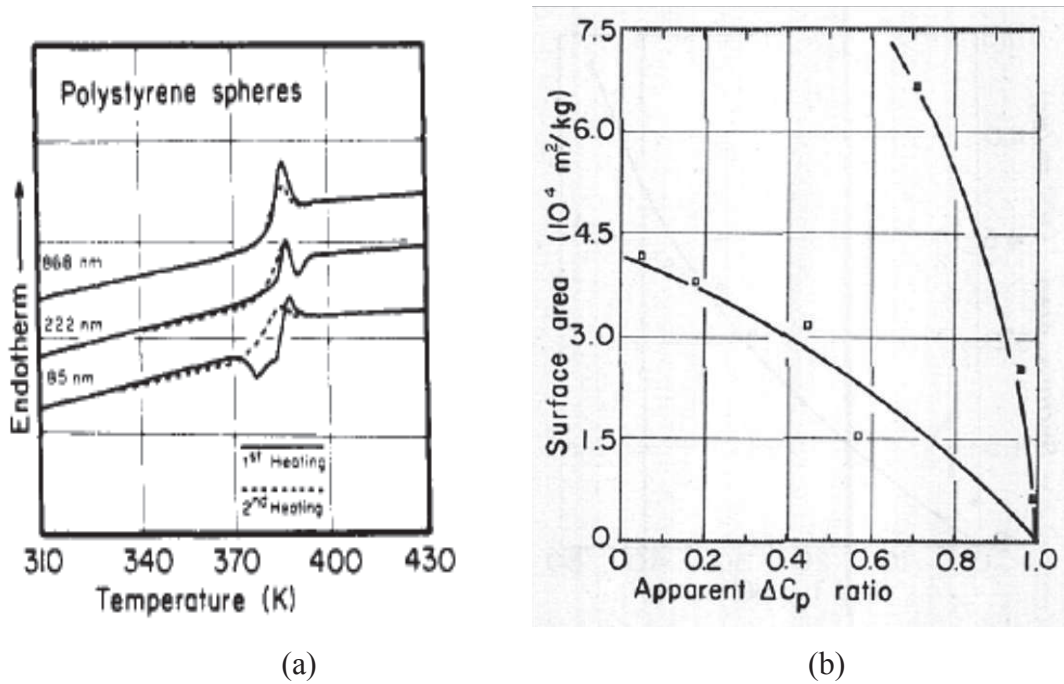 Polystyrene spheres
Endotherm
868 nm
222 nm
85 nm
1st Heating
2nd Heating
310 340 370 400 430
Temperature (K)
(a)
Surface area (10⁴ m²/kg)
7.5
6.0
4.5
3.0
1.5
0
0 0.2 0.4 0.6 0.8 1.0
Apparent ΔCp ratio
(b)